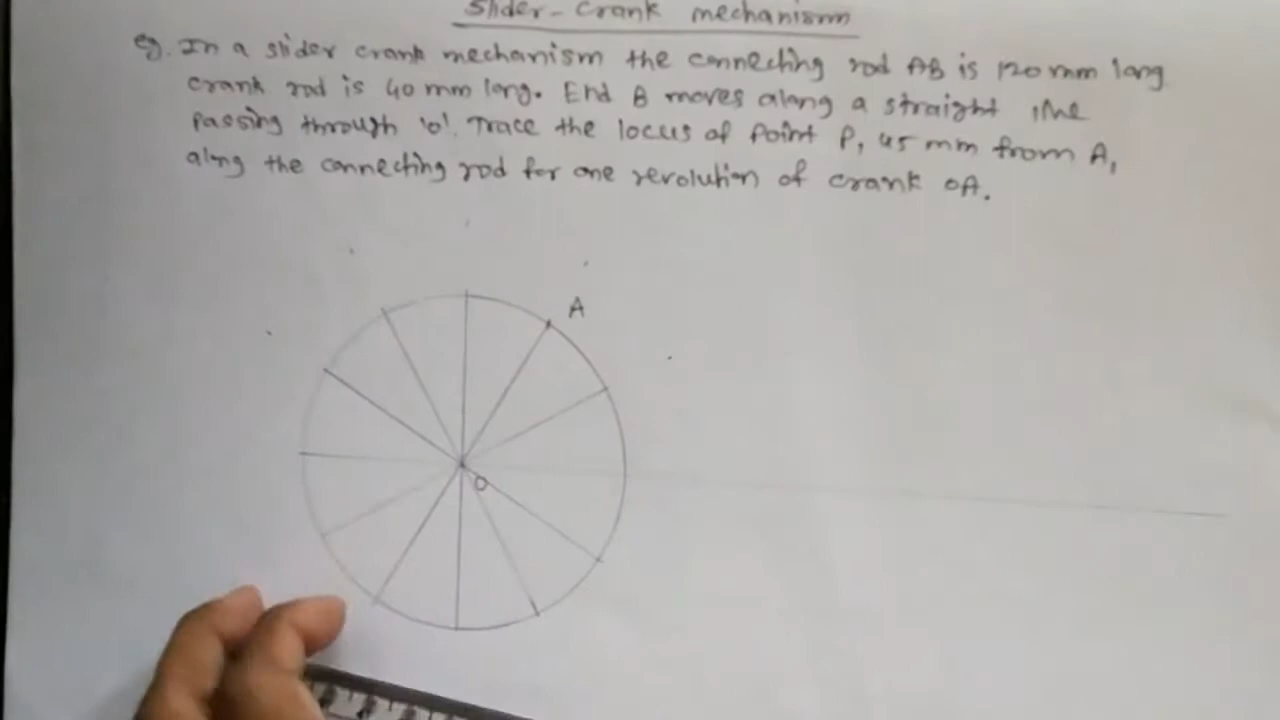 Slider-Crank mechanism
eg. In a slider crank mechanism the connecting rod AB is 120 mm long
crank rod is 40 mm long. End B moves along a straight line
Passing through 'o'. Trace the locus of Point P, 45 mm from A,
along the connecting rod for one revolution of crank OA.
A
O